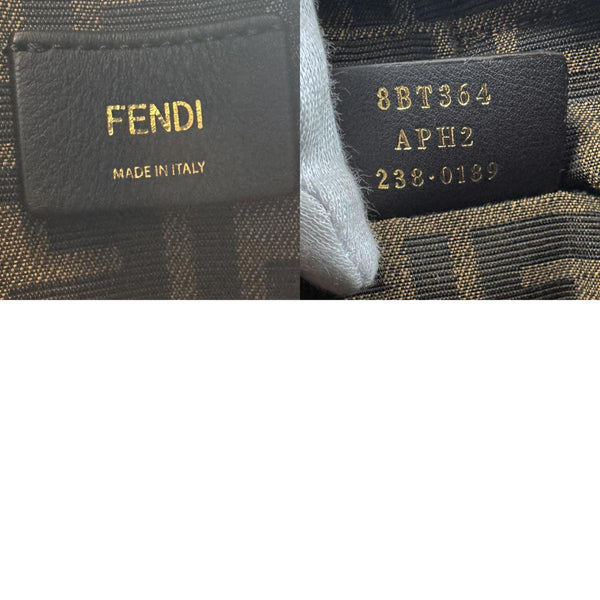 FENDI
MADE IN ITALY
8BT364
APH2
238-0189